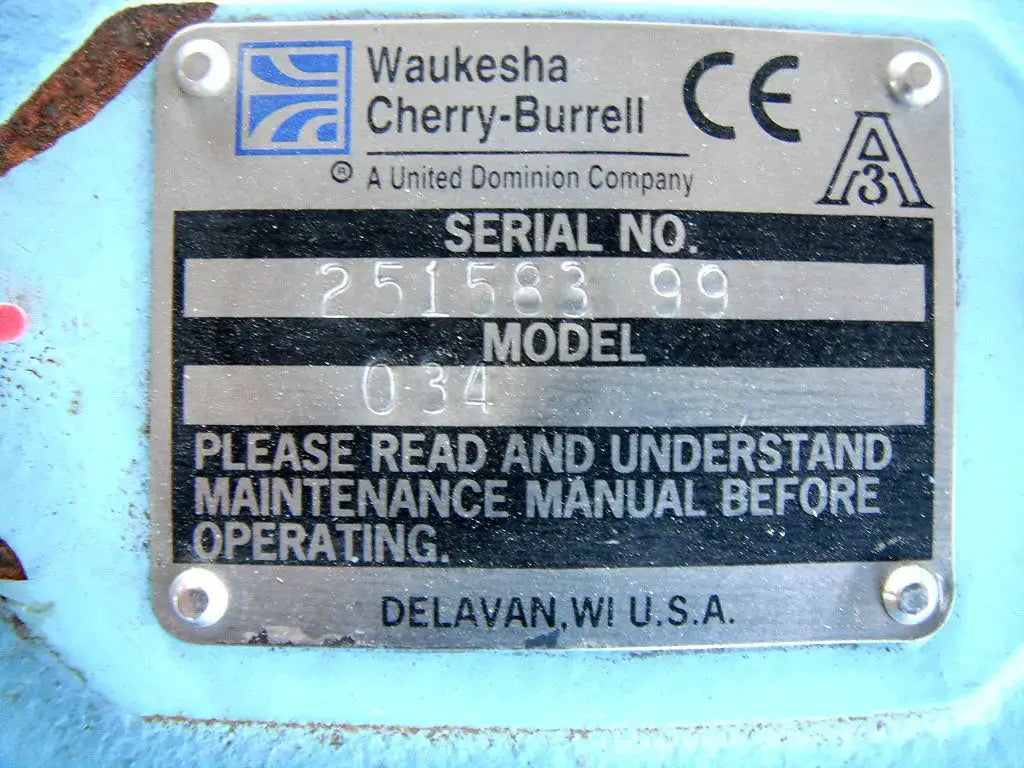 Waukesha
Cherry-Burrell
CE
® A United Dominion Company
A
3
SERIAL NO.
251583 99
MODEL
034
PLEASE READ AND UNDERSTAND
MAINTENANCE MANUAL BEFORE
OPERATING.
DELAVAN, WI U.S.A.